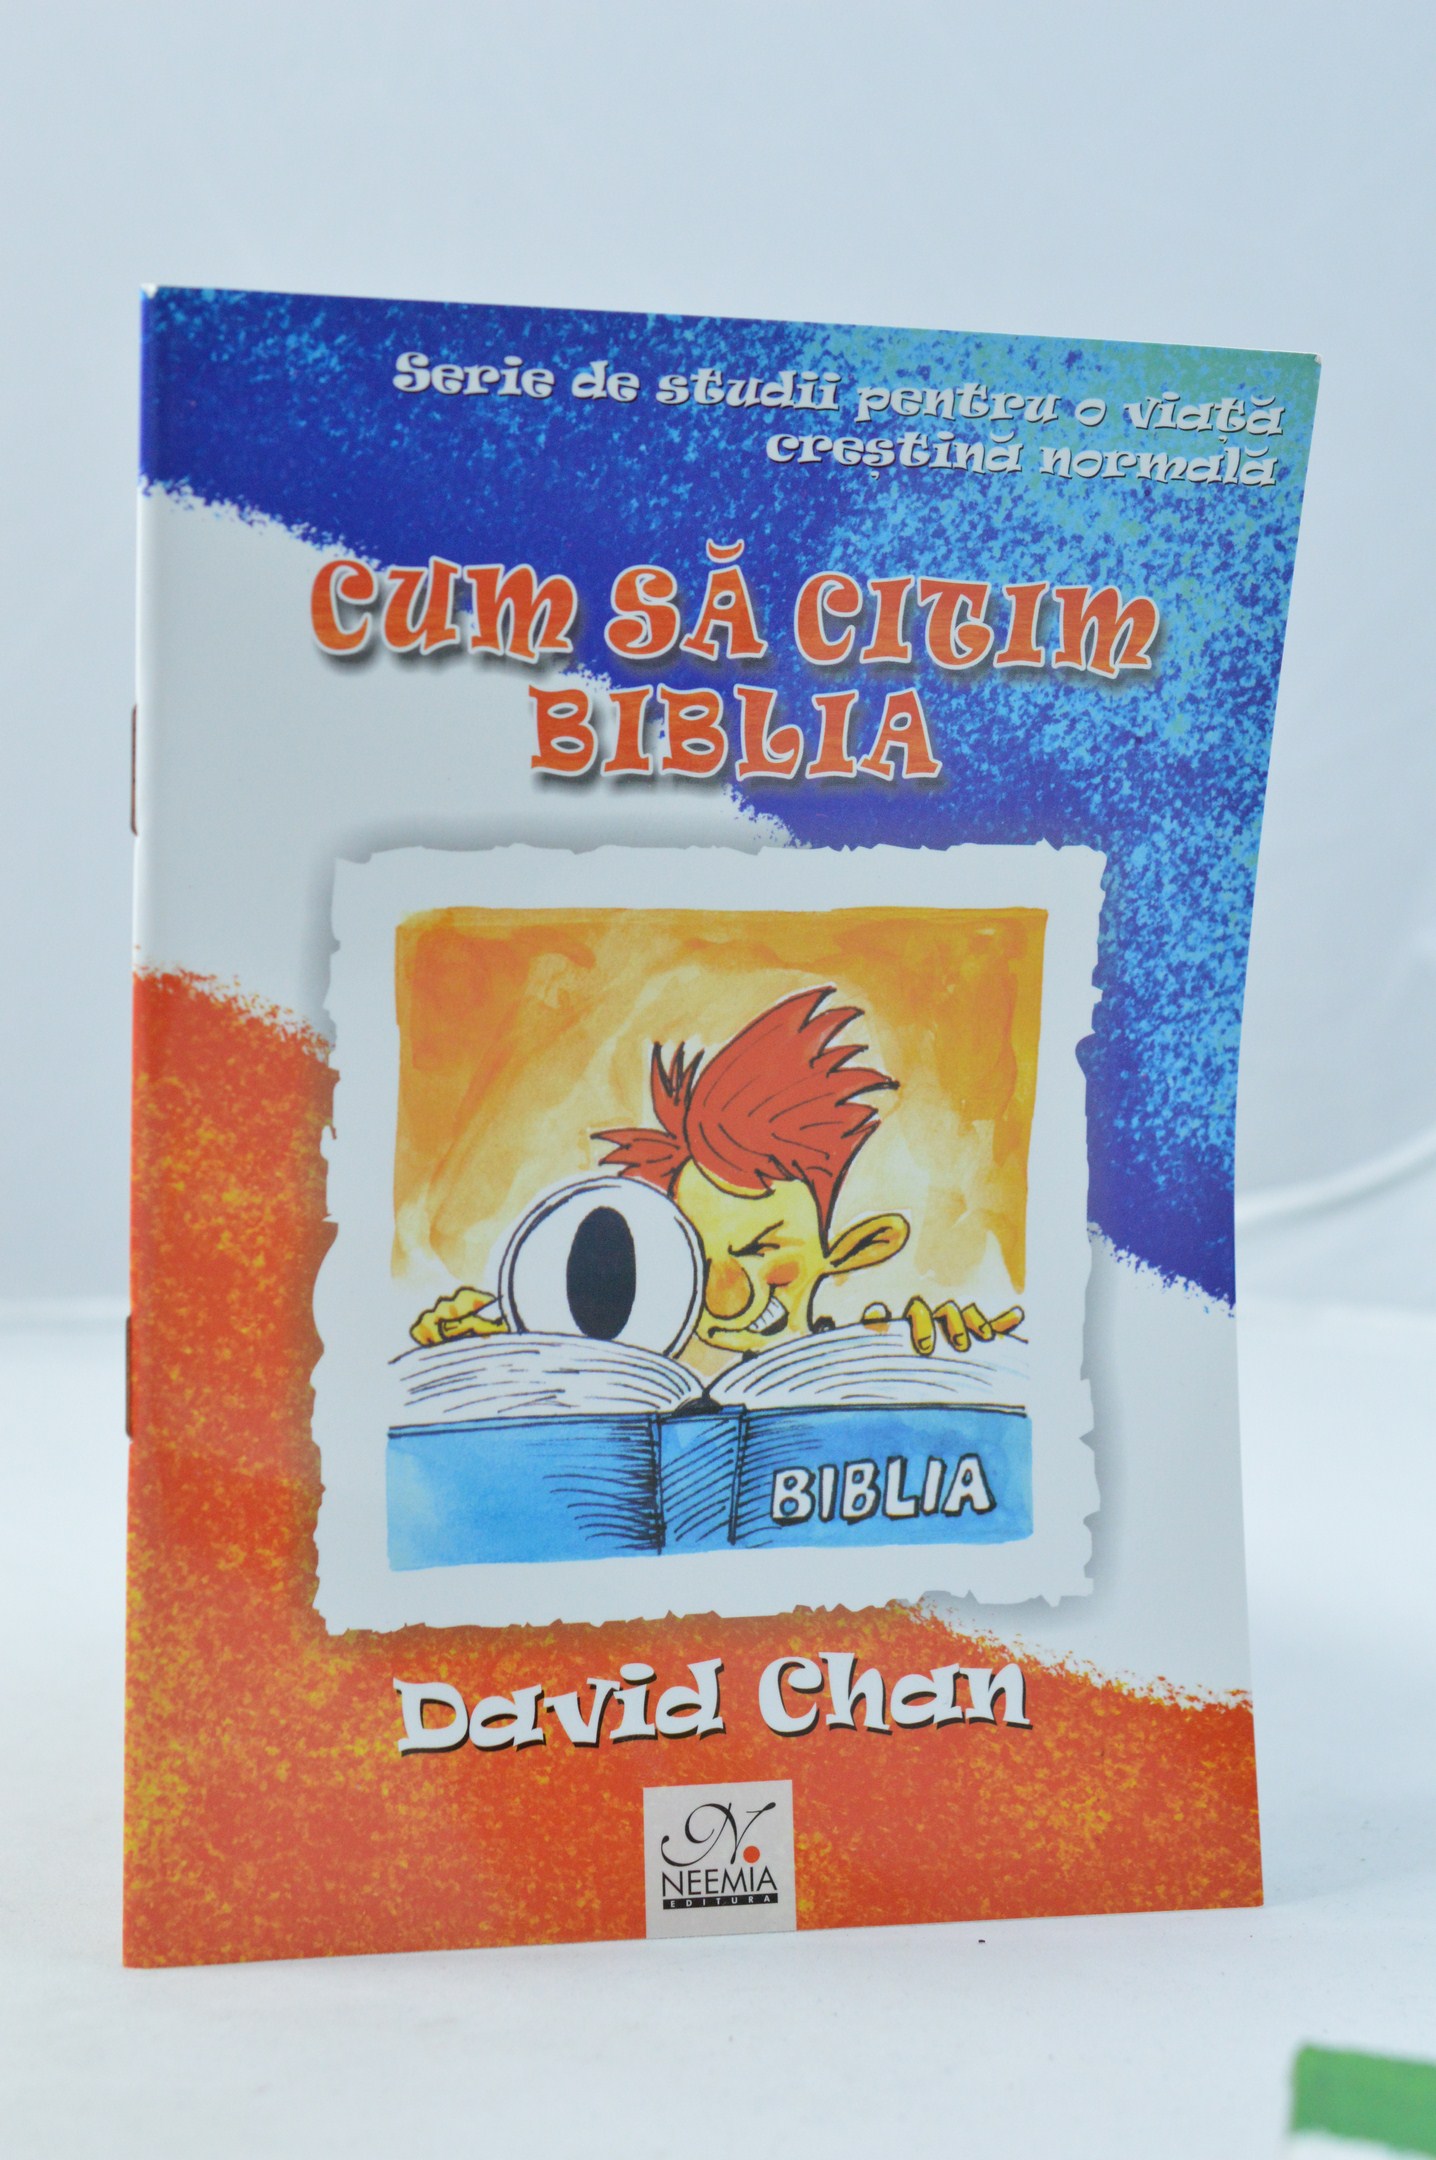 Serie de studii pentru o viață
creștină normală
CUM SĂ CITIM
BIBLIA
BIBLIA
David Chan
N.
NEEMIA
EDITURA